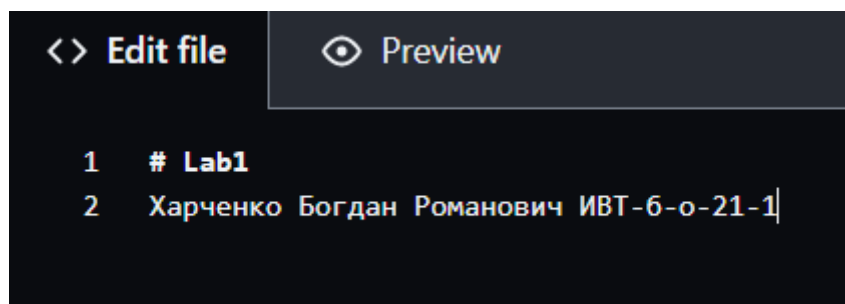 <> Edit file
Preview
1 # Lab1
2 Харченко Богдан Романович ИВТ-б-о-21-1